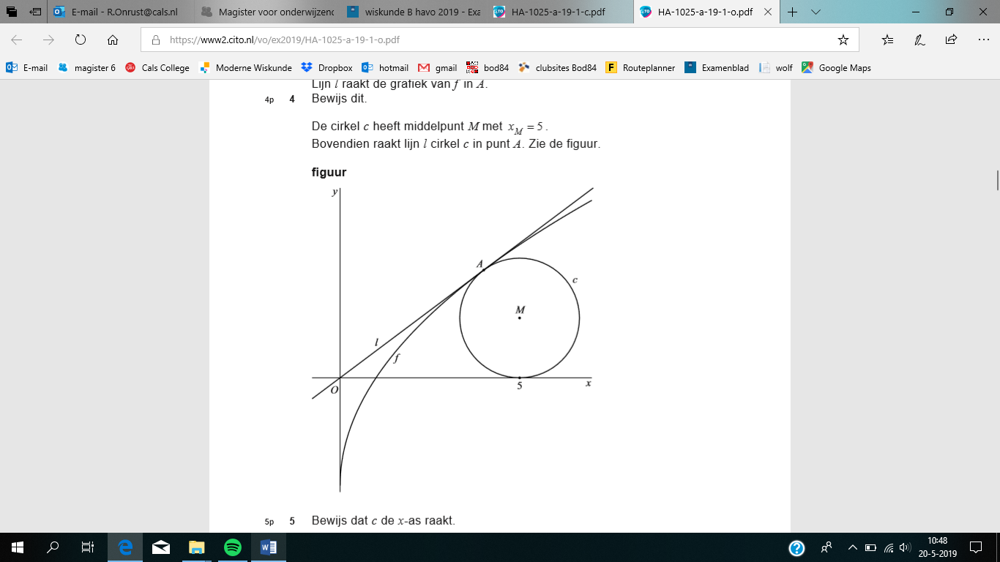 E-mail - R.Onrust@cals.nl
Magister voor onderwijzend
wiskunde B havo 2019 - Exa
HA-1025-a-19-1-c.pdf
HA-1025-a-19-1-o.pdf
https://www2.cito.nl/vo/ex2019/HA-1025-a-19-1-o.pdf
E-mail magister 6 Cals College Moderne Wiskunde Dropbox hotmail gmail bod84 clubsites Bod84 Routeplanner Examenblad wolf Google Maps
Lijn l raakt de grafiek van f in A.
4p 4 Bewijs dit.
De cirkel c heeft middelpunt M met x_M = 5.
Bovendien raakt lijn l cirkel c in punt A. Zie de figuur.
figuur
y
A
c
M
l
f
O
5
x
5p 5 Bewijs dat c de x-as raakt.
10:48
20-5-2019